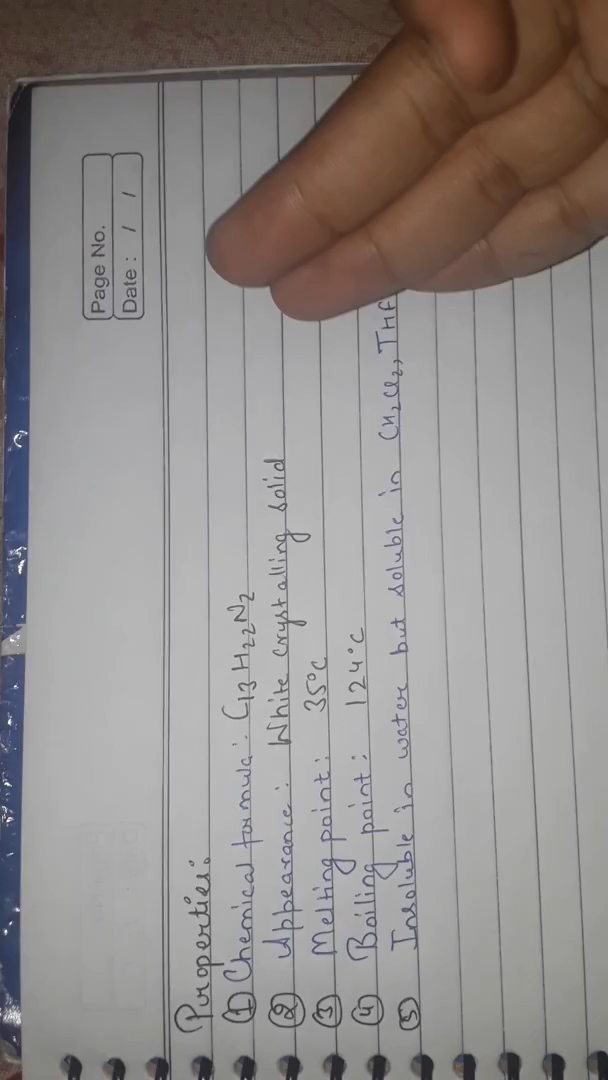 Page No.
Date : / /
Properties:
① Chemical formula: C13H22N2
② Appearance : White crystalling solid
③ Melting point : 35°C
④ Boiling point : 124°C
⑤ Insoluble in water but soluble in CH2Cl2, THF